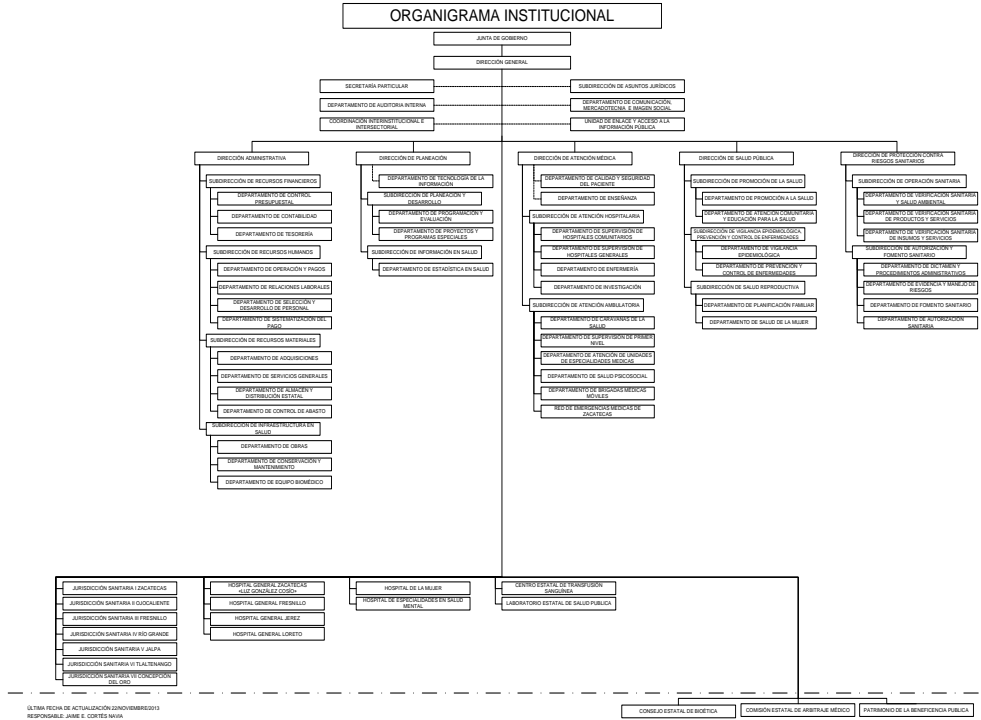 ORGANIGRAMA INSTITUCIONAL
JUNTA DE GOBIERNO
DIRECCIÓN GENERAL
SECRETARÍA PARTICULAR
SUBDIRECCIÓN DE ASUNTOS JURÍDICOS
DEPARTAMENTO DE AUDITORIA INTERNA
DEPARTAMENTO DE COMUNICACIÓN,
MERCADOTECNIA E IMAGEN SOCIAL
COORDINACIÓN INTERINSTITUCIONAL E
INTERSECTORIAL
UNIDAD DE ENLACE Y ACCESO A LA
INFORMACIÓN PÚBLICA
DIRECCIÓN ADMINISTRATIVA
SUBDIRECCIÓN DE RECURSOS FINANCIEROS
DEPARTAMENTO DE CONTROL
PRESUPUESTAL
DEPARTAMENTO DE CONTABILIDAD
DEPARTAMENTO DE TESORERÍA
SUBDIRECCIÓN DE RECURSOS HUMANOS
DEPARTAMENTO DE OPERACIÓN Y PAGOS
DEPARTAMENTO DE RELACIONES LABORALES
DEPARTAMENTO DE SELECCIÓN Y
DESARROLLO DE PERSONAL
DEPARTAMENTO DE SISTEMATIZACIÓN DEL
PAGO
SUBDIRECCIÓN DE RECURSOS MATERIALES
DEPARTAMENTO DE ADQUISICIONES
DEPARTAMENTO DE SERVICIOS GENERALES
DEPARTAMENTO DE ALMACÉN Y
DISTRIBUCIÓN ESTATAL
DEPARTAMENTO DE CONTROL DE ABASTO
SUBDIRECCIÓN DE INFRAESTRUCTURA EN
SALUD
DEPARTAMENTO DE OBRAS
DEPARTAMENTO DE CONSERVACIÓN Y
MANTENIMIENTO
DEPARTAMENTO DE EQUIPO BIOMÉDICO
DIRECCIÓN DE PLANEACIÓN
DEPARTAMENTO DE TECNOLOGÍA DE LA
INFORMACIÓN
SUBDIRECCIÓN DE PLANEACIÓN Y
DESARROLLO
DEPARTAMENTO DE PROGRAMACIÓN Y
EVALUACIÓN
DEPARTAMENTO DE PROYECTOS Y
PROGRAMAS ESPECIALES
SUBDIRECCIÓN DE INFORMACIÓN EN SALUD
DEPARTAMENTO DE ESTADÍSTICA EN SALUD
DIRECCIÓN DE ATENCIÓN MÉDICA
DEPARTAMENTO DE CALIDAD Y SEGURIDAD
DEL PACIENTE
DEPARTAMENTO DE ENSEÑANZA
SUBDIRECCIÓN DE ATENCIÓN HOSPITALARIA
DEPARTAMENTO DE SUPERVISIÓN DE
HOSPITALES COMUNITARIOS
DEPARTAMENTO DE SUPERVISIÓN DE
HOSPITALES GENERALES
DEPARTAMENTO DE ENFERMERÍA
DEPARTAMENTO DE INVESTIGACIÓN
SUBDIRECCIÓN DE ATENCIÓN AMBULATORIA
DEPARTAMENTO DE CARAVANAS DE LA
SALUD
DEPARTAMENTO DE SUPERVISIÓN DE PRIMER
NIVEL
DEPARTAMENTO DE ATENCIÓN DE UNIDADES
DE ESPECIALIDADES MEDICAS
DEPARTAMENTO DE SALUD PSICOSOCIAL
DEPARTAMENTO DE BRIGADAS MÉDICAS
MÓVILES
RED DE EMERGENCIAS MEDICAS DE
ZACATECAS
DIRECCIÓN DE SALUD PÚBLICA
SUBDIRECCIÓN DE PROMOCIÓN DE LA SALUD
DEPARTAMENTO DE PROMOCIÓN A LA SALUD
DEPARTAMENTO DE ATENCIÓN COMUNITARIA
Y EDUCACIÓN PARA LA SALUD
SUBDIRECCIÓN DE VIGILANCIA EPIDEMIOLÓGICA,
PREVENCIÓN Y CONTROL DE ENFERMEDADES
DEPARTAMENTO DE VIGILANCIA
EPIDEMIOLÓGICA
DEPARTAMENTO DE PREVENCIÓN Y
CONTROL DE ENFERMEDADES
SUBDIRECCIÓN DE SALUD REPRODUCTIVA
DEPARTAMENTO DE PLANIFICACIÓN FAMILIAR
DEPARTAMENTO DE SALUD DE LA MUJER
DIRECCIÓN DE PROTECCIÓN CONTRA
RIESGOS SANITARIOS
SUBDIRECCIÓN DE OPERACIÓN SANITARIA
DEPARTAMENTO DE VERIFICACIÓN SANITARIA
Y SALUD AMBIENTAL
DEPARTAMENTO DE VERIFICACIÓN SANITARIA
DE PRODUCTOS Y SERVICIOS
DEPARTAMENTO DE VERIFICACIÓN SANITARIA
DE INSUMOS Y SERVICIOS
SUBDIRECCIÓN DE AUTORIZACIÓN Y
FOMENTO SANITARIO
DEPARTAMENTO DE DICTAMEN Y
PROCEDIMIENTOS ADMINISTRATIVOS
DEPARTAMENTO DE EVIDENCIA Y MANEJO DE
RIESGOS
DEPARTAMENTO DE FOMENTO SANITARIO
DEPARTAMENTO DE AUTORIZACIÓN
SANITARIA
JURISDICCIÓN SANITARIA I ZACATECAS
JURISDICCIÓN SANITARIA II OJOCALIENTE
JURISDICCIÓN SANITARIA III FRESNILLO
JURISDICCIÓN SANITARIA IV RÍO GRANDE
JURISDICCIÓN SANITARIA V JALPA
JURISDICCIÓN SANITARIA VI TLALTENANGO
JURISDICCIÓN SANITARIA VII CONCEPCIÓN
DEL ORO
HOSPITAL GENERAL ZACATECAS
«LUZ GONZÁLEZ COSÍO»
HOSPITAL GENERAL FRESNILLO
HOSPITAL GENERAL JEREZ
HOSPITAL GENERAL LORETO
HOSPITAL DE LA MUJER
HOSPITAL DE ESPECIALIDADES EN SALUD
MENTAL
CENTRO ESTATAL DE TRANSFUSIÓN
SANGUÍNEA
LABORATORIO ESTATAL DE SALUD PUBLICA
ÚLTIMA FECHA DE ACTUALIZACIÓN 22/NOVIEMBRE/2013
RESPONSABLE: JAIME E. CORTÉS NAVIA
CONSEJO ESTATAL DE BIOÉTICA
COMISIÓN ESTATAL DE ARBITRAJE MÉDICO
PATRIMONIO DE LA BENEFICENCIA PUBLICA